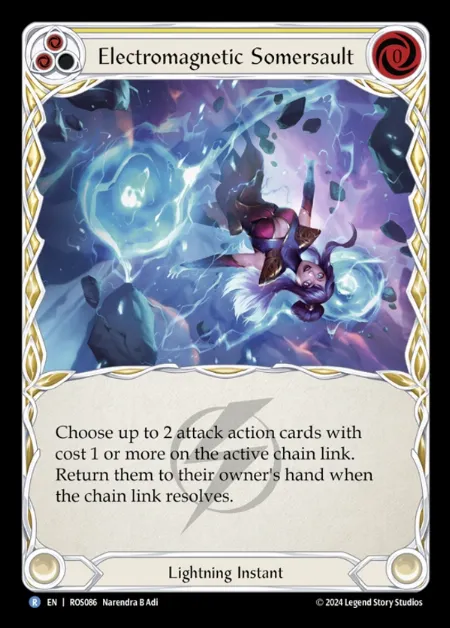 Electromagnetic Somersault
0
Choose up to 2 attack action cards with
cost 1 or more on the active chain link.
Return them to their owner's hand when
the chain link resolves.
Lightning Instant
R EN | ROS086 Narendra B Adi
© 2024 Legend Story Studios